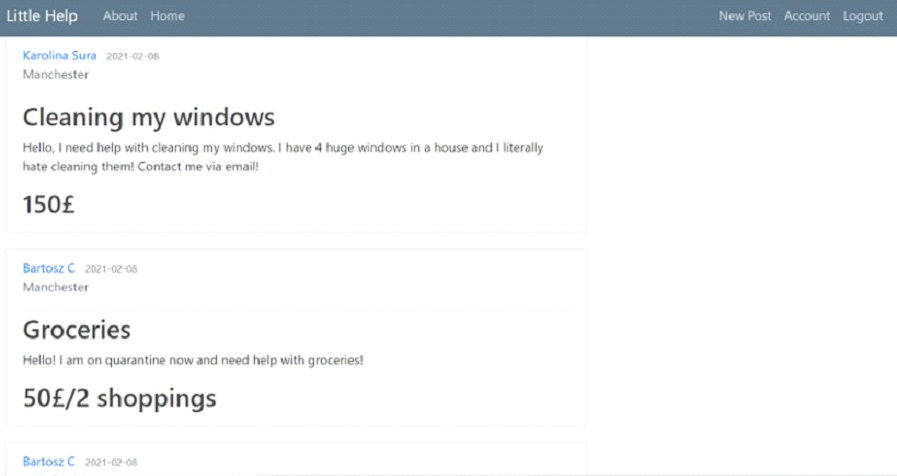 Little Help About Home New Post Account Logout
Karolina Sura 2021-02-08
Manchester
Cleaning my windows
Hello, I need help with cleaning my windows. I have 4 huge windows in a house and I literally
hate cleaning them! Contact me via email!
150£
Bartosz C 2021-02-08
Manchester
Groceries
Hello! I am on quarantine now and need help with groceries!
50£/2 shoppings
Bartosz C 2021-02-08